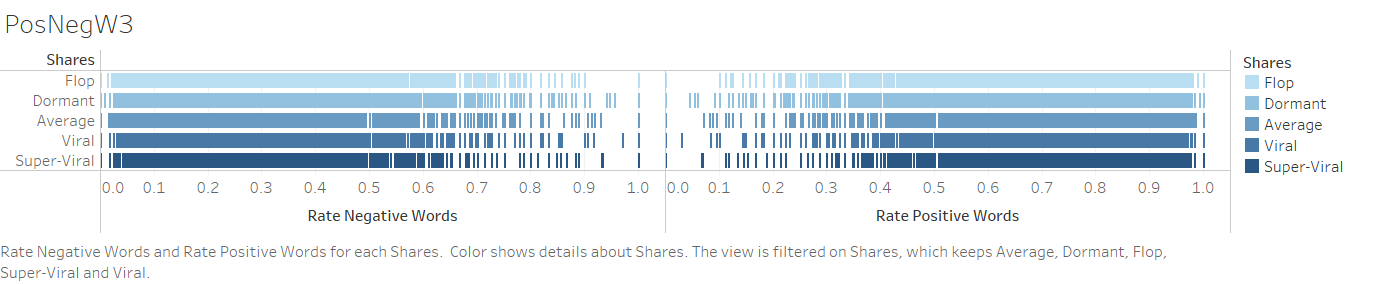 PosNegW3
Shares
Flop
Dormant
Average
Viral
Super-Viral
0.0 0.1 0.2 0.3 0.4 0.5 0.6 0.7 0.8 0.9 1.0
Rate Negative Words
0.0 0.1 0.2 0.3 0.4 0.5 0.6 0.7 0.8 0.9 1.0
Rate Positive Words
Shares
Flop
Dormant
Average
Viral
Super-Viral
Rate Negative Words and Rate Positive Words for each Shares.  Color shows details about Shares. The view is filtered on Shares, which keeps Average, Dormant, Flop,
Super-Viral and Viral.